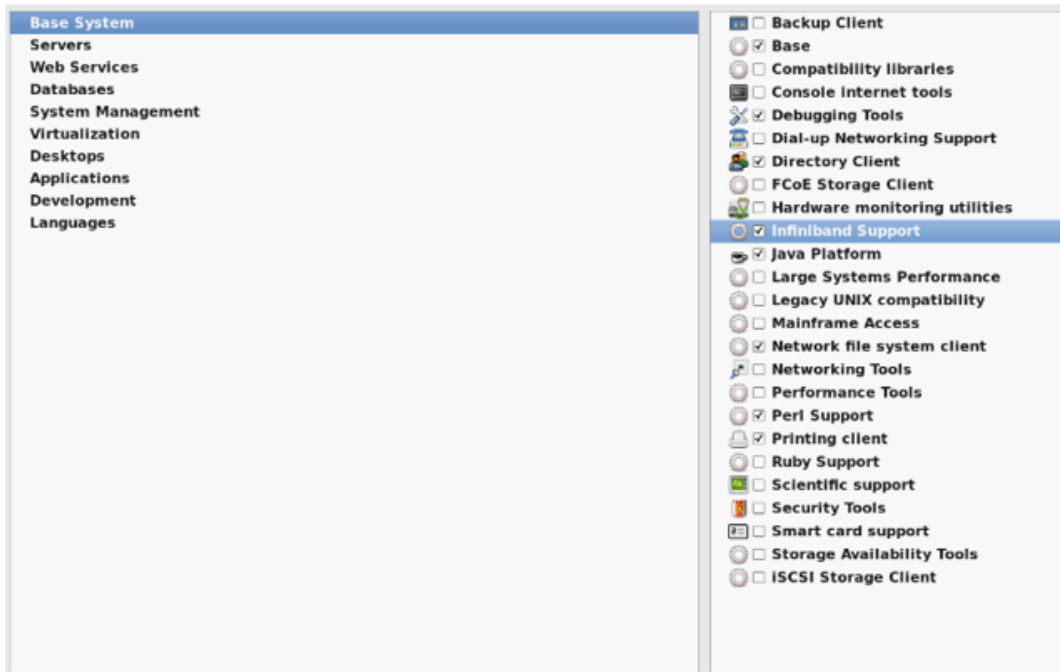 Base System
Servers
Web Services
Databases
System Management
Virtualization
Desktops
Applications
Development
Languages
Backup Client
Base
Compatibility libraries
Console internet tools
Debugging Tools
Dial-up Networking Support
Directory Client
FCoE Storage Client
Hardware monitoring utilities
Infiniband Support
Java Platform
Large Systems Performance
Legacy UNIX compatibility
Mainframe Access
Network file system client
Networking Tools
Performance Tools
Perl Support
Printing client
Ruby Support
Scientific support
Security Tools
Smart card support
Storage Availability Tools
iSCSI Storage Client